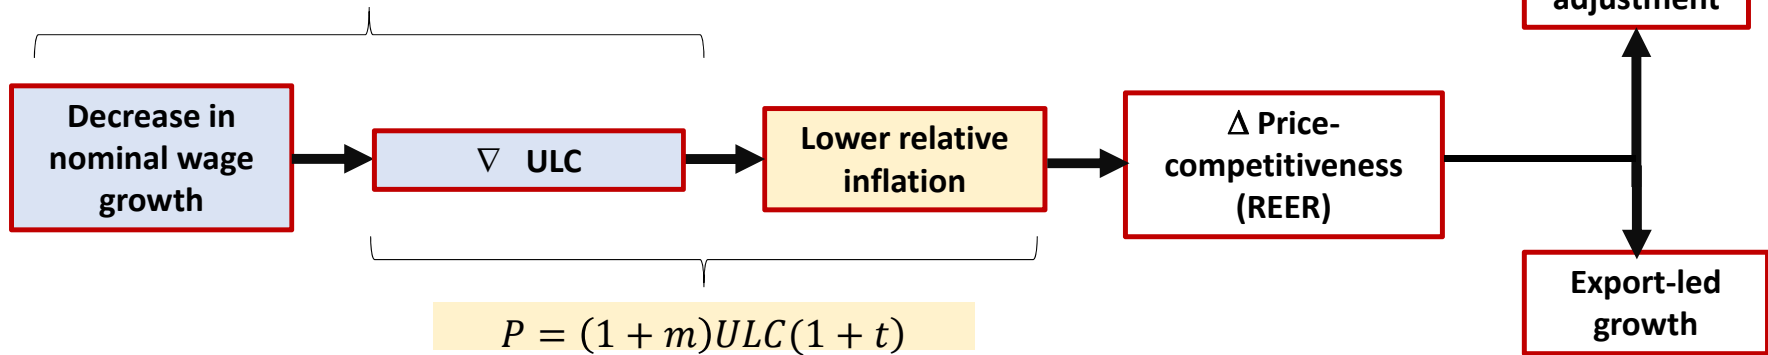 adjustment
Decrease in
nominal wage
growth
∇ ULC
Lower relative
inflation
Δ Price-
competitiveness
(REER)
Export-led
growth
P = (1 + m)ULC(1 + t)